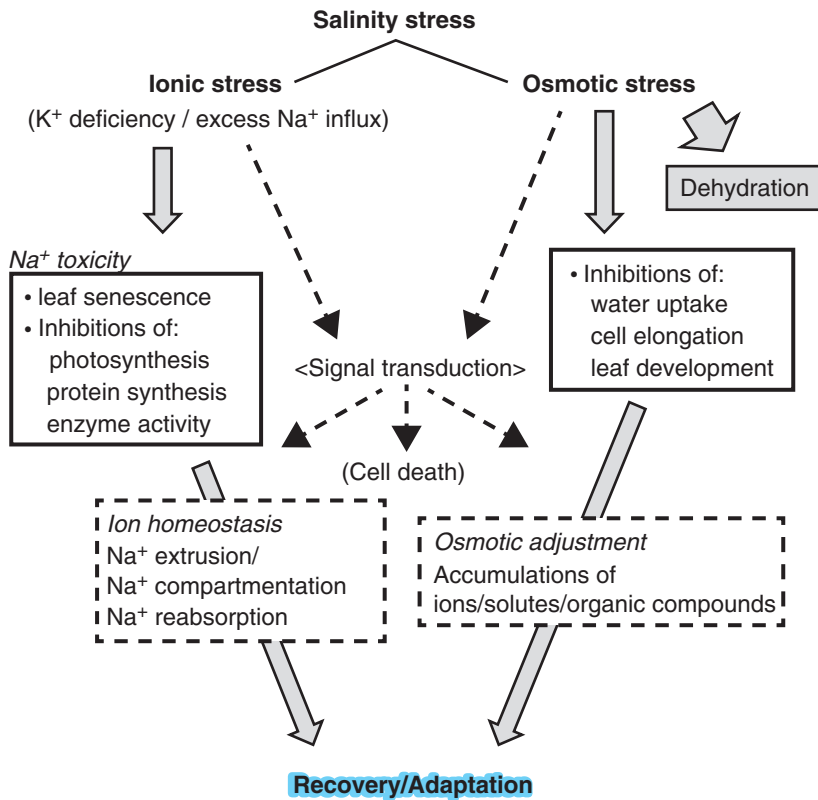 Salinity stress
Ionic stress
Osmotic stress
(K⁺ deficiency / excess Na⁺ influx)
Dehydration
Na⁺ toxicity
• leaf senescence
• Inhibitions of:
photosynthesis
protein synthesis
enzyme activity
• Inhibitions of:
water uptake
cell elongation
leaf development
<Signal transduction>
(Cell death)
Ion homeostasis
Na⁺ extrusion/
Na⁺ compartmentation
Na⁺ reabsorption
Osmotic adjustment
Accumulations of
ions/solutes/organic compounds
Recovery/Adaptation